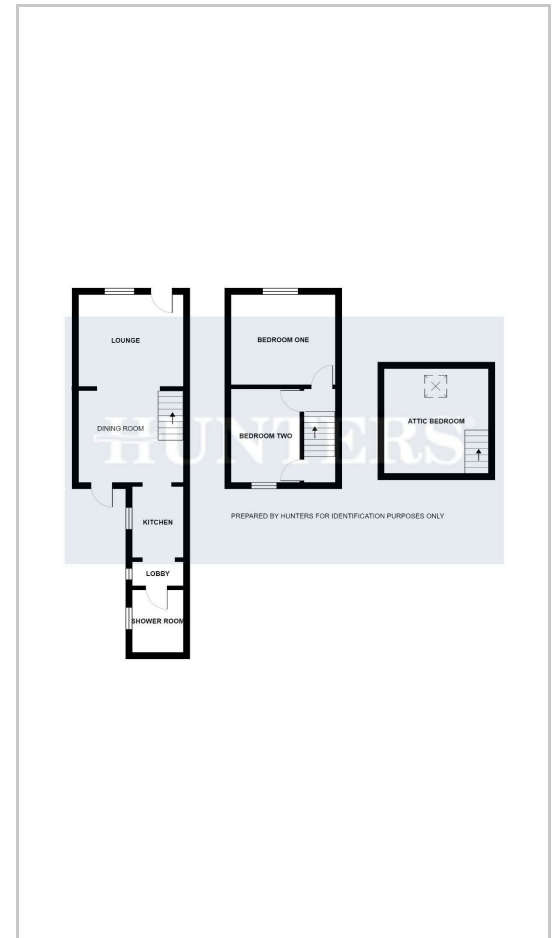 LOUNGE
DINING ROOM
KITCHEN
LOBBY
SHOWER ROOM
BEDROOM ONE
BEDROOM TWO
ATTIC BEDROOM
HUNTERS
PREPARED BY HUNTERS FOR IDENTIFICATION PURPOSES ONLY